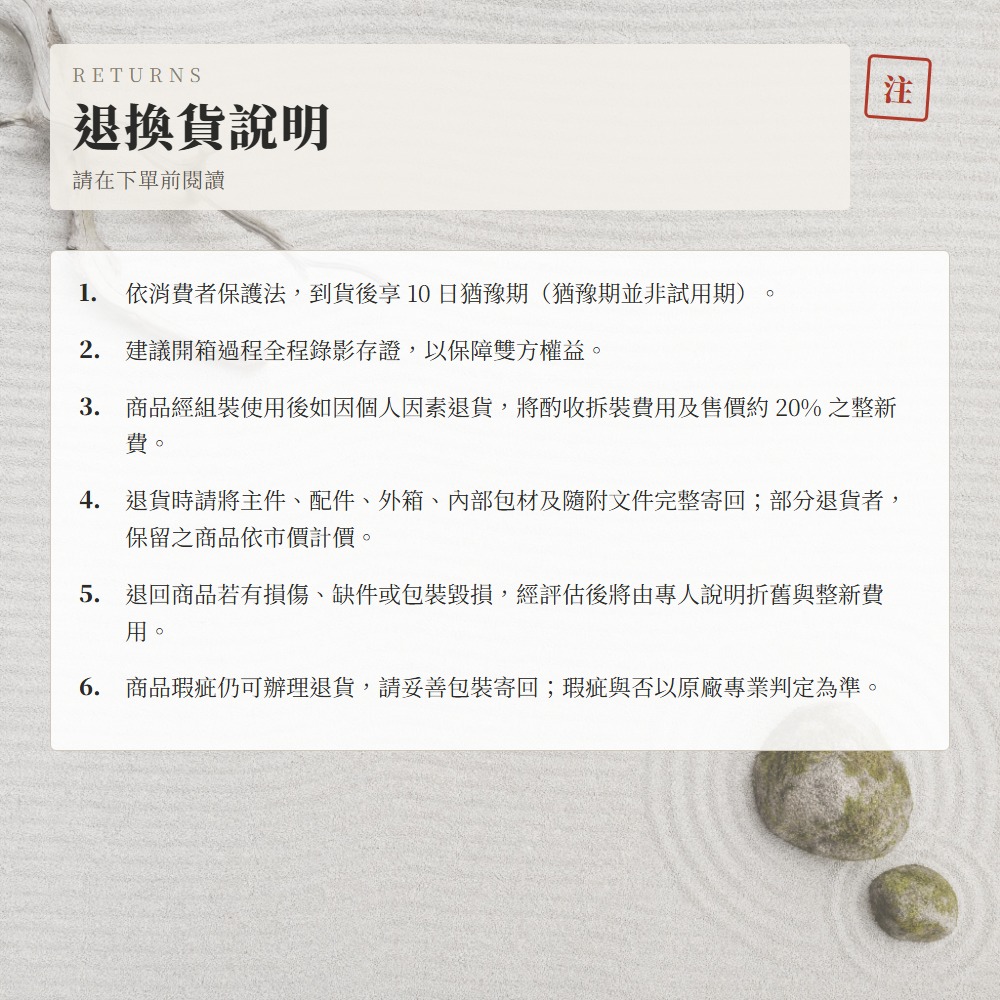 RETURNS
退換貨說明
請在下單前閱讀
注
1. 依消費者保護法，到貨後享 10 日猶豫期（猶豫期並非試用期）。
2. 建議開箱過程全程錄影存證，以保障雙方權益。
3. 商品經組裝使用後如因個人因素退貨，將酌收拆裝費用及售價約 20% 之整新
費。
4. 退貨時請將主件、配件、外箱、內部包材及隨附文件完整寄回；部分退貨者，
保留之商品依市價計價。
5. 退回商品若有損傷、缺件或包裝毀損，經評估後將由專人說明折舊與整新費
用。
6. 商品瑕疵仍可辦理退貨，請妥善包裝寄回；瑕疵與否以原廠專業判定為準。